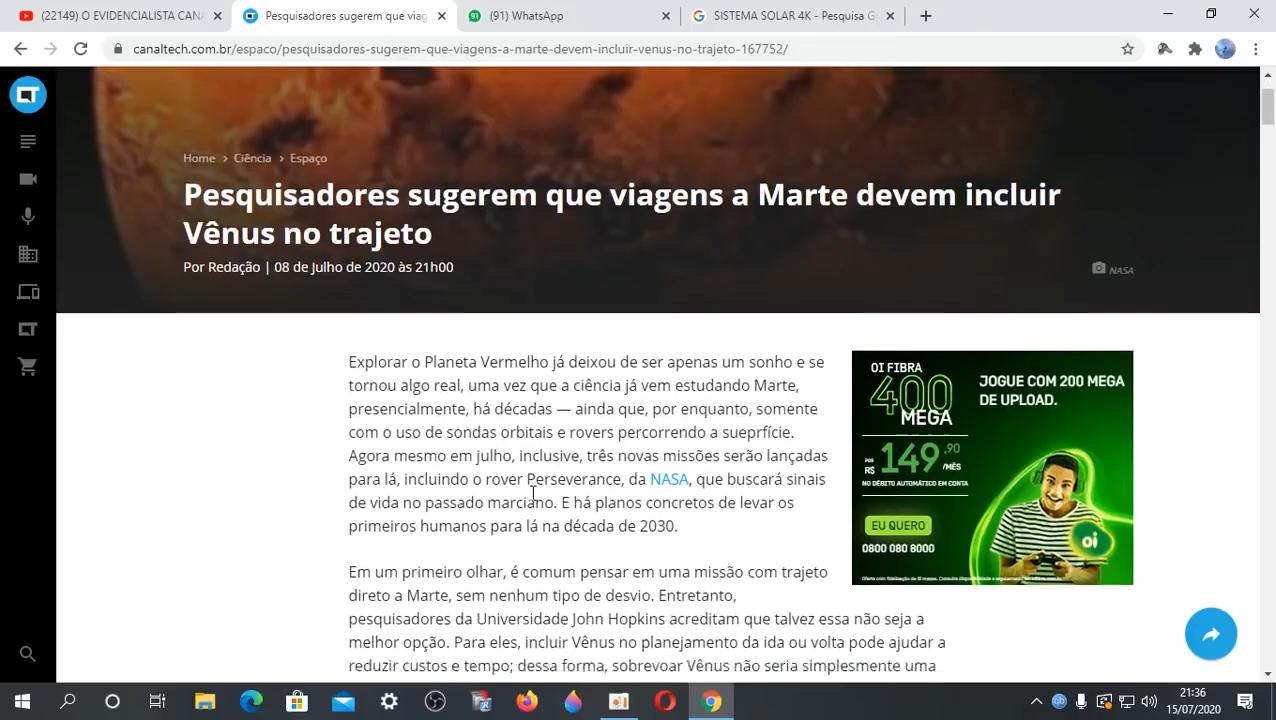 (22149) O EVIDENCIALISTA CANA
Pesquisadores sugerem que viag
(91) WhatsApp
SISTEMA SOLAR 4K - Pesquisa G
canaltech.com.br/espaco/pesquisadores-sugerem-que-viagens-a-marte-devem-incluir-venus-no-trajeto-167752/
Home > Ciência > Espaço
Pesquisadores sugerem que viagens a Marte devem incluir
Vênus no trajeto
Por Redação | 08 de Julho de 2020 às 21h00
NASA
Explorar o Planeta Vermelho já deixou de ser apenas um sonho e se
tornou algo real, uma vez que a ciência já vem estudando Marte,
presencialmente, há décadas — ainda que, por enquanto, somente
com o uso de sondas orbitais e rovers percorrendo a sueprfície.
Agora mesmo em julho, inclusive, três novas missões serão lançadas
para lá, incluindo o rover Perseverance, da NASA, que buscará sinais
de vida no passado marciano. E há planos concretos de levar os
primeiros humanos para lá na década de 2030.
Em um primeiro olhar, é comum pensar em uma missão com trajeto
direto a Marte, sem nenhum tipo de desvio. Entretanto,
pesquisadores da Universidade John Hopkins acreditam que talvez essa não seja a
melhor opção. Para eles, incluir Vênus no planejamento da ida ou volta pode ajudar a
reduzir custos e tempo; dessa forma, sobrevoar Vênus não seria simplesmente uma
OI FIBRA
400
MEGA
POR
R$ 149,90
/MÊS
NO DÉBITO AUTOMÁTICO EM CONTA
EU QUERO
0800 080 8000
JOGUE COM 200 MEGA
DE UPLOAD.
oi
21:36
15/07/2020